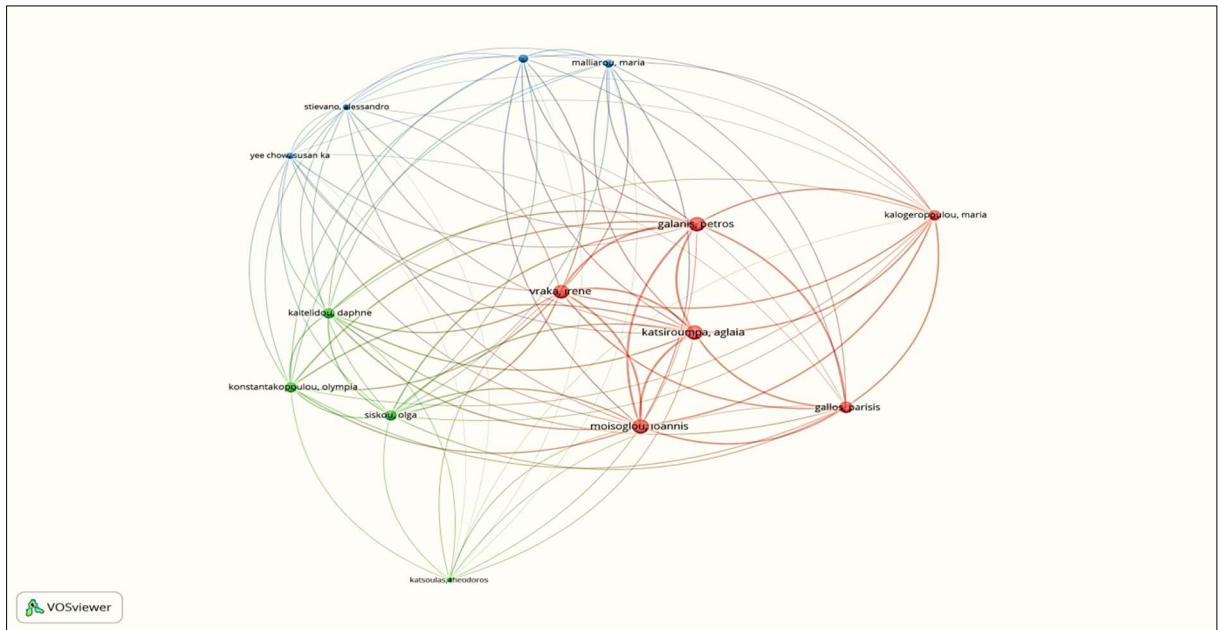 malliarou, maria
stievano, alessandro
yee chow, susan ka
kalogeropoulou, maria
galanis, petros
vraka, irene
kaitelidou, daphne
katsiroumpa, aglaia
konstantakopoulou, olympia
gallos, parisis
siskou, olga
moisoglou, ioannis
katsoulas, theodoros
VOSviewer